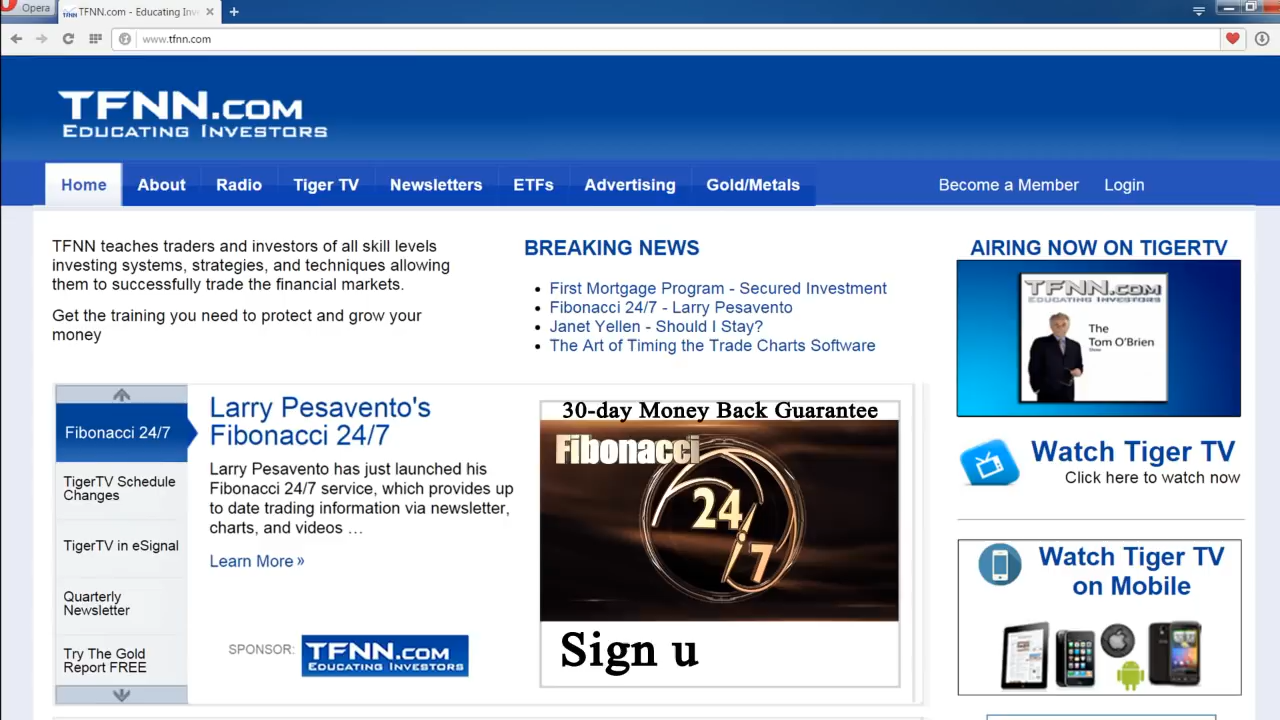 Opera
TFNN.com - Educating Inv
www.tfnn.com
TFNN.COM
EDUCATING INVESTORS
Home
About
Radio
Tiger TV
Newsletters
ETFs
Advertising
Gold/Metals
Become a Member
Login
TFNN teaches traders and investors of all skill levels
investing systems, strategies, and techniques allowing
them to successfully trade the financial markets.
Get the training you need to protect and grow your
money
BREAKING NEWS
First Mortgage Program - Secured Investment
Fibonacci 24/7 - Larry Pesavento
Janet Yellen - Should I Stay?
The Art of Timing the Trade Charts Software
AIRING NOW ON TIGERTV
TFNN.COM
EDUCATING INVESTORS
The
Tom O'Brien
Show
Watch Tiger TV
Click here to watch now
Watch Tiger TV
on Mobile
Fibonacci 24/7
TigerTV Schedule
Changes
TigerTV in eSignal
Quarterly
Newsletter
Try The Gold
Report FREE
Larry Pesavento's
Fibonacci 24/7
Larry Pesavento has just launched his
Fibonacci 24/7 service, which provides up
to date trading information via newsletter,
charts, and videos …
Learn More »
SPONSOR:
TFNN.COM
EDUCATING INVESTORS
30-day Money Back Guarantee
Fibonacci
24
7
Sign u